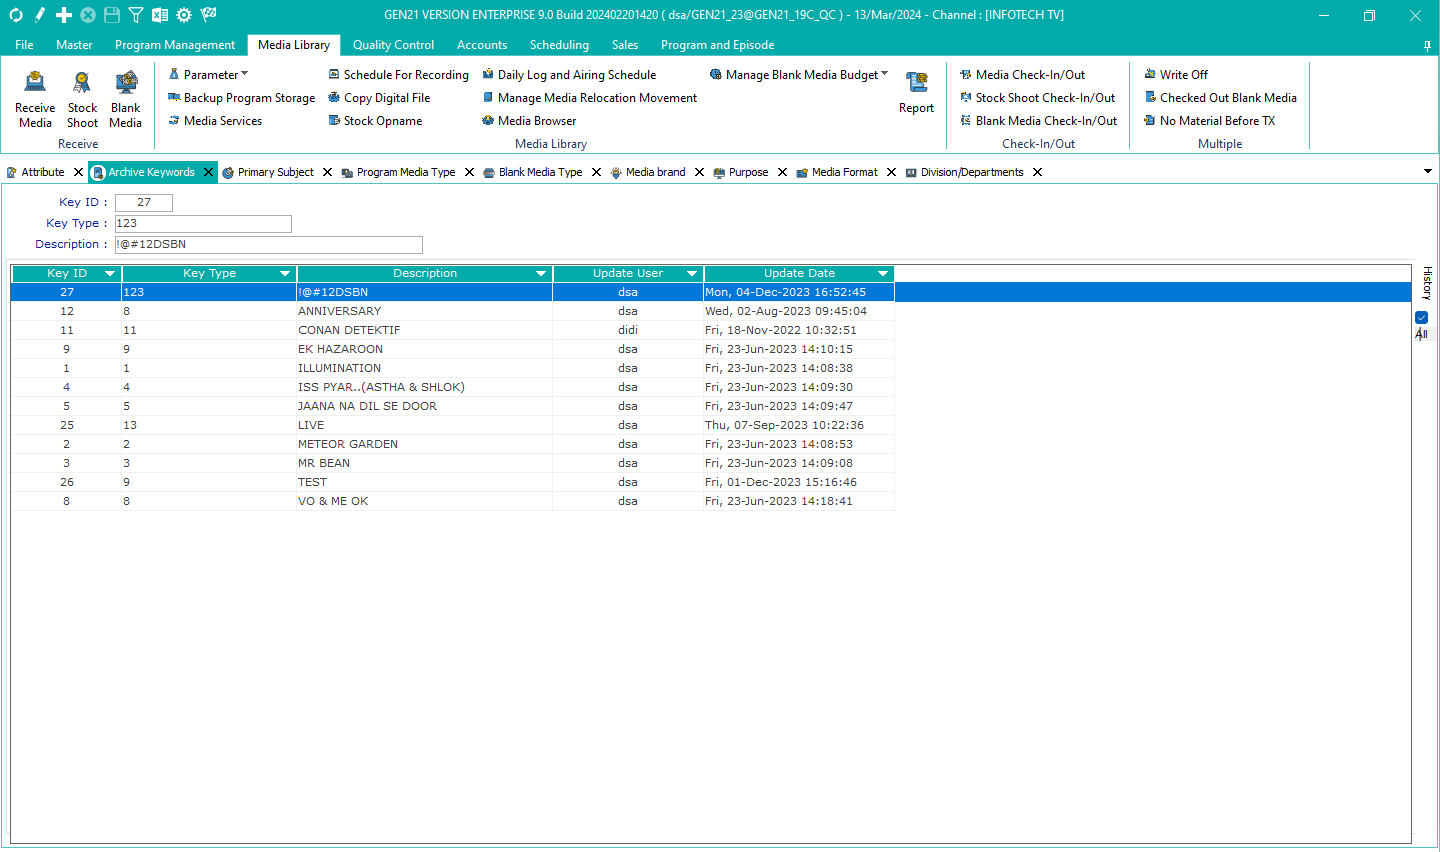 GEN21 VERSION ENTERPRISE 9.0 Build 202402201420 ( dsa/GEN21_23@GEN21_19C_QC ) - 13/Mar/2024 - Channel : [INFOTECH TV]
File Master Program Management Media Library Quality Control Accounts Scheduling Sales Program and Episode
Receive Media
Stock Shoot
Blank Media
Receive
Parameter Schedule For Recording Daily Log and Airing Schedule Manage Blank Media Budget
Backup Program Storage Copy Digital File Manage Media Relocation Movement
Media Services Stock Opname Media Browser
Report
Media Library
Media Check-In/Out
Stock Shoot Check-In/Out
Blank Media Check-In/Out
Check-In/Out
Write Off
Checked Out Blank Media
No Material Before TX
Multiple
Attribute Archive Keywords Primary Subject Program Media Type Blank Media Type Media brand Purpose Media Format Division/Departments
Key ID : 27
Key Type : 123
Description : !@#12DSBN
Key ID Key Type Description Update User Update Date
27 123 !@#12DSBN dsa Mon, 04-Dec-2023 16:52:45
12 8 ANNIVERSARY dsa Wed, 02-Aug-2023 09:45:04
11 11 CONAN DETEKTIF didi Fri, 18-Nov-2022 10:32:51
9 9 EK HAZAROON dsa Fri, 23-Jun-2023 14:10:15
1 1 ILLUMINATION dsa Fri, 23-Jun-2023 14:08:38
4 4 ISS PYAR..(ASTHA & SHLOK) dsa Fri, 23-Jun-2023 14:09:30
5 5 JAANA NA DIL SE DOOR dsa Fri, 23-Jun-2023 14:09:47
25 13 LIVE dsa Thu, 07-Sep-2023 10:22:36
2 2 METEOR GARDEN dsa Fri, 23-Jun-2023 14:08:53
3 3 MR BEAN dsa Fri, 23-Jun-2023 14:09:08
26 9 TEST dsa Fri, 01-Dec-2023 15:16:46
8 8 VO & ME OK dsa Fri, 23-Jun-2023 14:18:41
History
All